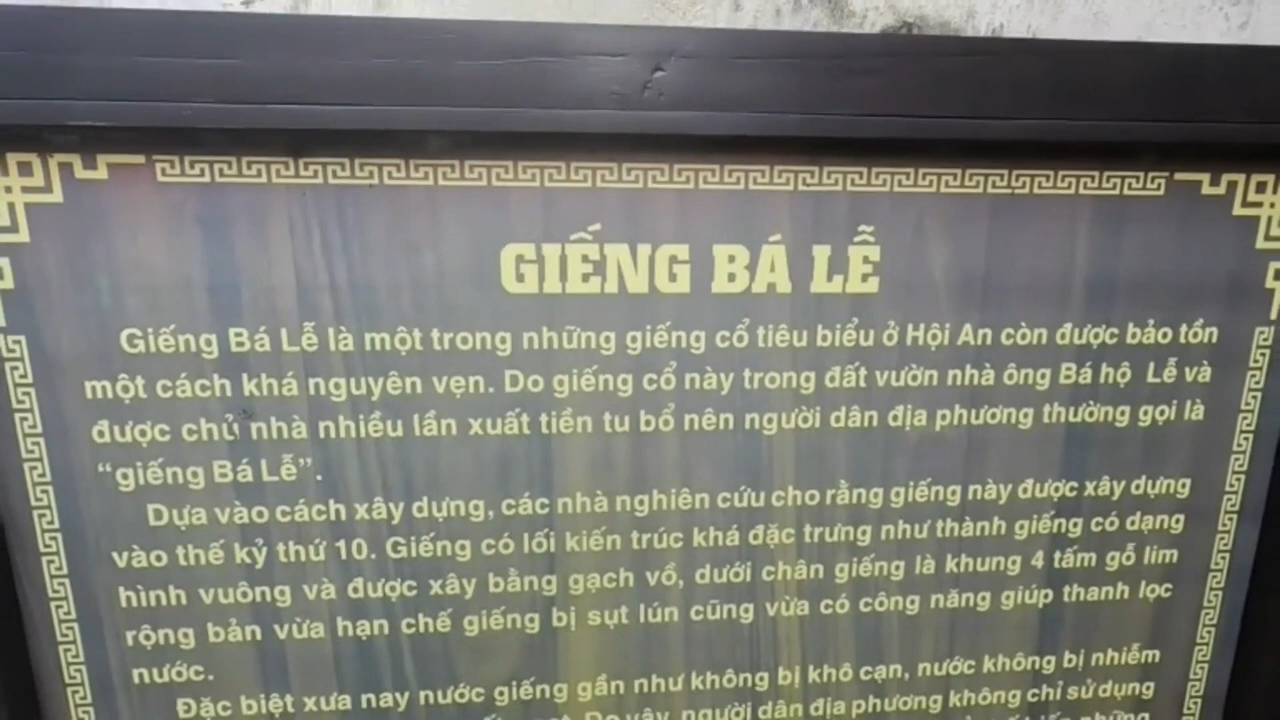 GIẾNG BÁ LỄ
Giếng Bá Lễ là một trong những giếng cổ tiêu biểu ở Hội An còn được bảo tồn
một cách khá nguyên vẹn. Do giếng cổ này trong đất vườn nhà ông Bá hộ Lễ và
được chủ nhà nhiều lần xuất tiền tu bổ nên người dân địa phương thường gọi là
“giếng Bá Lễ”.
Dựa vào cách xây dựng, các nhà nghiên cứu cho rằng giếng này được xây dựng
vào thế kỷ thứ 10. Giếng có lối kiến trúc khá đặc trưng như thành giếng có dạng
hình vuông và được xây bằng gạch vồ, dưới chân giếng là khung 4 tấm gỗ lim
rộng bản vừa hạn chế giếng bị sụt lún cũng vừa có công năng giúp thanh lọc
nước.
Đặc biệt xưa nay nước giếng gần như không bị khô cạn, nước không bị nhiễm
Do vậy, người dân địa phương không chỉ sử dụng